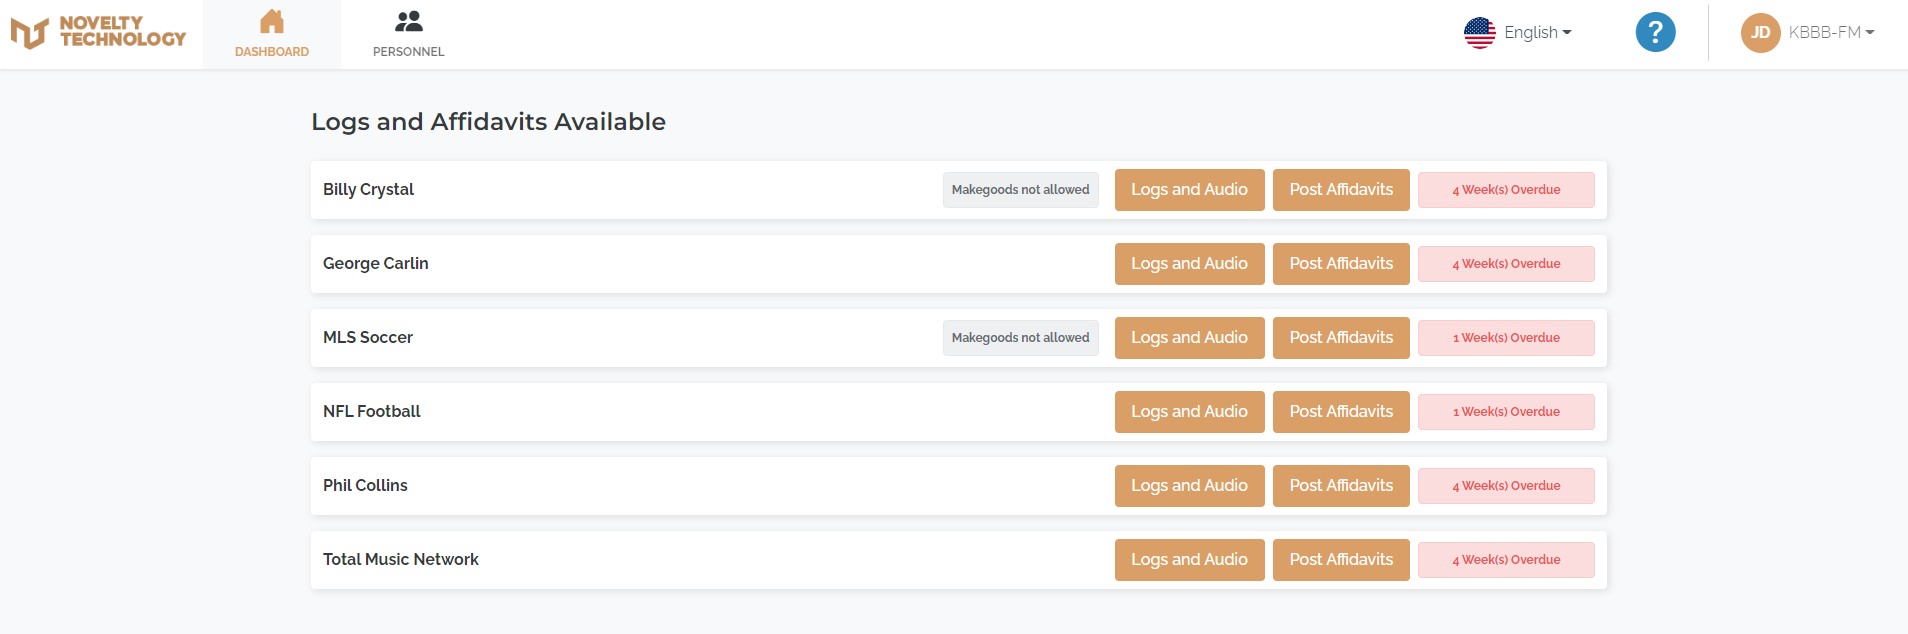 NOVELTY
TECHNOLOGY
DASHBOARD
PERSONNEL
English
?
JD
KBBB-FM
Logs and Affidavits Available
Billy Crystal Makegoods not allowed Logs and Audio Post Affidavits 4 Week(s) Overdue
George Carlin Logs and Audio Post Affidavits 4 Week(s) Overdue
MLS Soccer Makegoods not allowed Logs and Audio Post Affidavits 1 Week(s) Overdue
NFL Football Logs and Audio Post Affidavits 1 Week(s) Overdue
Phil Collins Logs and Audio Post Affidavits 4 Week(s) Overdue
Total Music Network Logs and Audio Post Affidavits 4 Week(s) Overdue